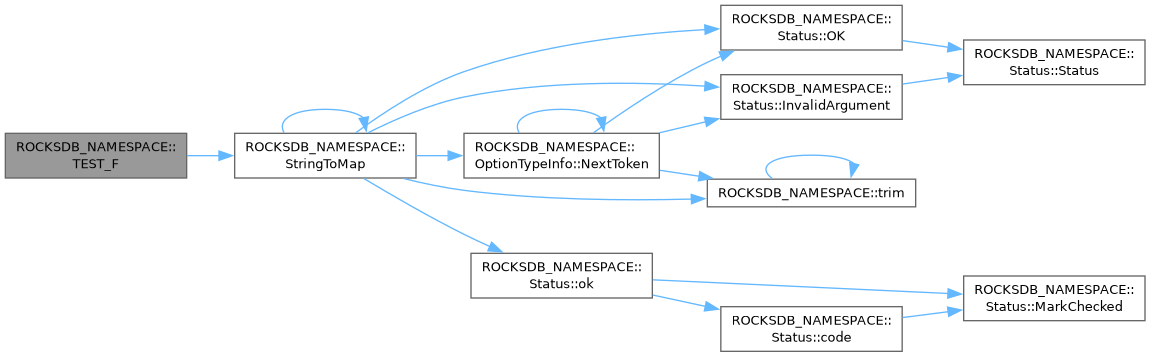 ROCKSDB_NAMESPACE::
TEST_F
ROCKSDB_NAMESPACE::
StringToMap
ROCKSDB_NAMESPACE::
OptionTypeInfo::NextToken
ROCKSDB_NAMESPACE::
Status::OK
ROCKSDB_NAMESPACE::
Status::InvalidArgument
ROCKSDB_NAMESPACE::trim
ROCKSDB_NAMESPACE::
Status::ok
ROCKSDB_NAMESPACE::
Status::code
ROCKSDB_NAMESPACE::
Status::Status
ROCKSDB_NAMESPACE::
Status::MarkChecked